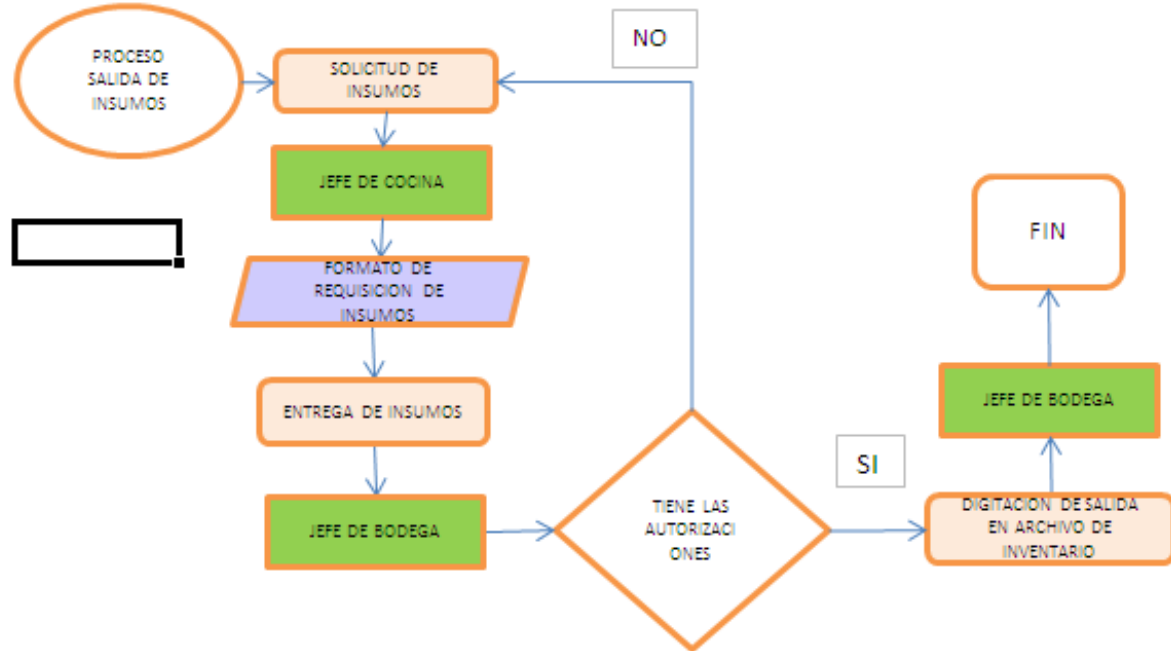 PROCESO
SALIDA DE
INSUMOS
SOLICITUD DE
INSUMOS
NO
JEFE DE COCINA
FORMATO DE
REQUISICION DE
INSUMOS
ENTREGA DE INSUMOS
JEFE DE BODEGA
TIENE LAS
AUTORIZACI
ONES
SI
DIGITACION DE SALIDA
EN ARCHIVO DE
INVENTARIO
JEFE DE BODEGA
FIN